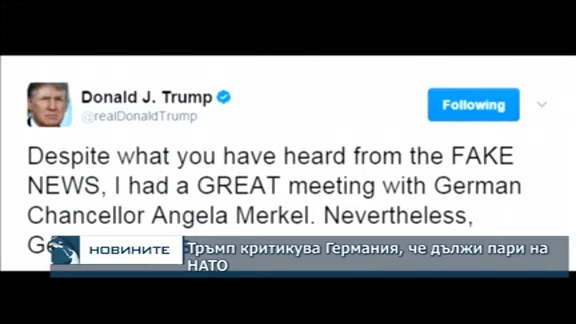 Donald J. Trump
@realDonaldTrump
Following
Despite what you have heard from the FAKE
NEWS, I had a GREAT meeting with German
Chancellor Angela Merkel. Nevertheless,
НОВИНИТЕ
Тръмп критикува Германия, че дължи пари на
НАТО